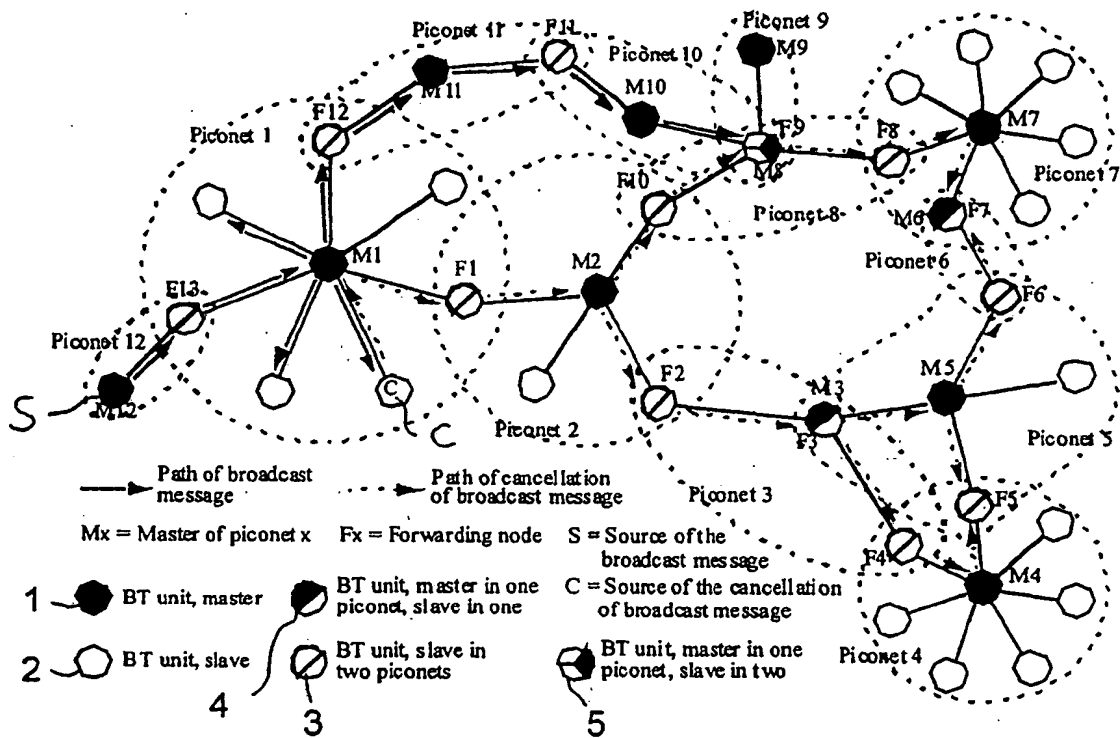 Piconet 11
F11
Piconet 9
Piconet 10
M9
M11
M10
F12
M7
Piconet 1
F9
F8
M8
F10
Piconet 7
Piconet 8
M6
F7
M1
F1
M2
Piconet 6
F13
F6
Piconet 12
F2
M3
M5
C
S
M12
C
Piconet 2
F3
Piconet 5
Path of broadcast
message
Path of cancellation
of broadcast message
Piconet 3
F5
Mx = Master of piconet x
Fx = Forwarding node
S = Source of the
broadcast message
F4
M4
1
BT unit, master
BT unit, master in one
piconet, slave in one
C = Source of the cancellation
of broadcast message
2
BT unit, slave
4
BT unit, slave in
two piconets
3
BT unit, master in one
piconet, slave in two
5
Piconet 4